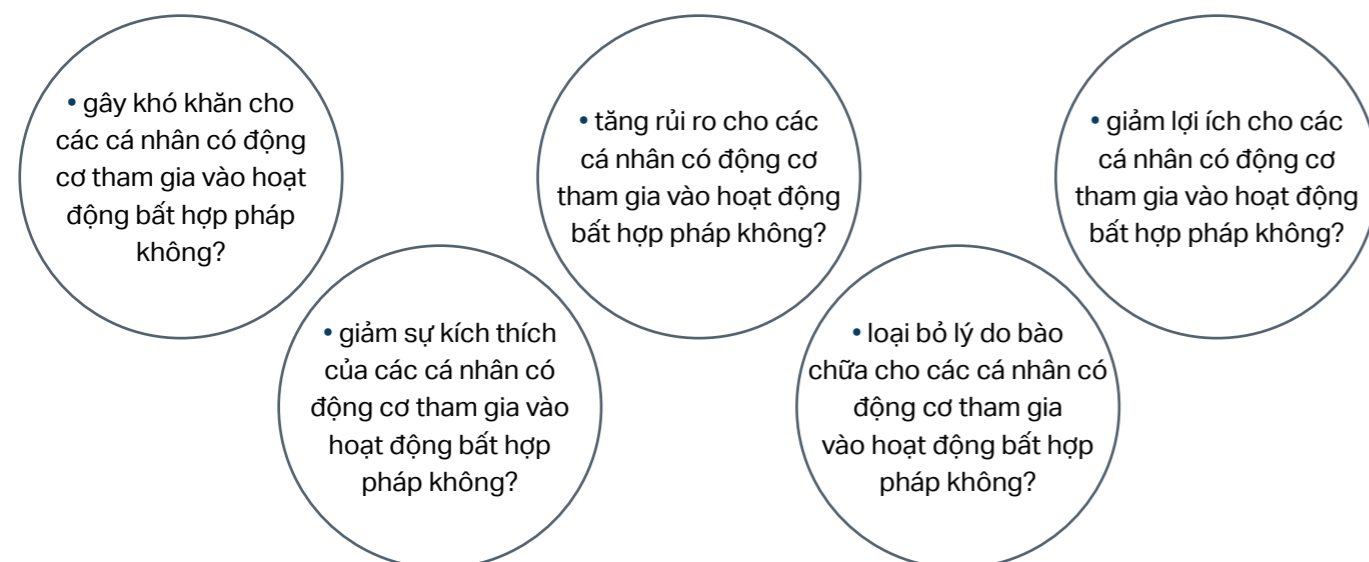 • gây khó khăn cho
các cá nhân có động
cơ tham gia vào hoạt
động bất hợp pháp
không?
• giảm sự kích thích
của các cá nhân có
động cơ tham gia vào
hoạt động bất hợp
pháp không?
• tăng rủi ro cho các
cá nhân có động cơ
tham gia vào hoạt động
bất hợp pháp không?
• loại bỏ lý do bào
chữa cho các cá nhân có
động cơ tham gia
vào hoạt động bất hợp
pháp không?
• giảm lợi ích cho các
cá nhân có động cơ
tham gia vào hoạt động
bất hợp pháp không?